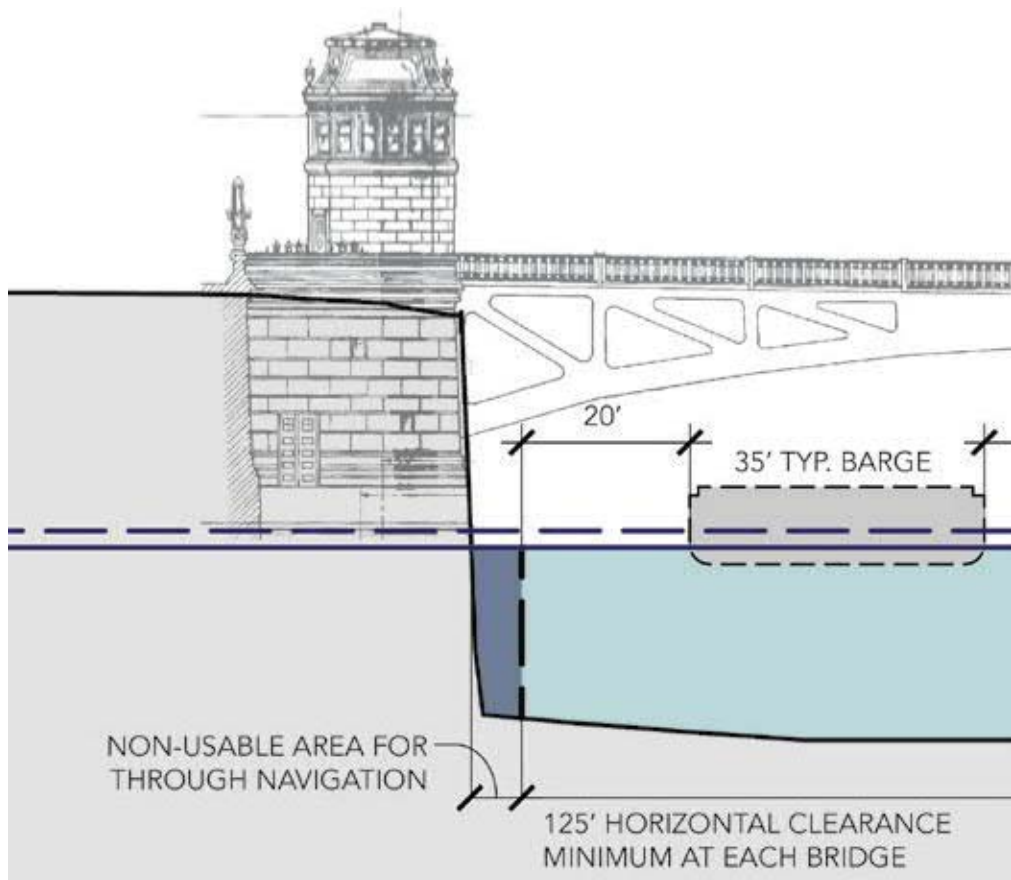 20'
35' TYP. BARGE
NON-USABLE AREA FOR
THROUGH NAVIGATION
125' HORIZONTAL CLEARANCE
MINIMUM AT EACH BRIDGE